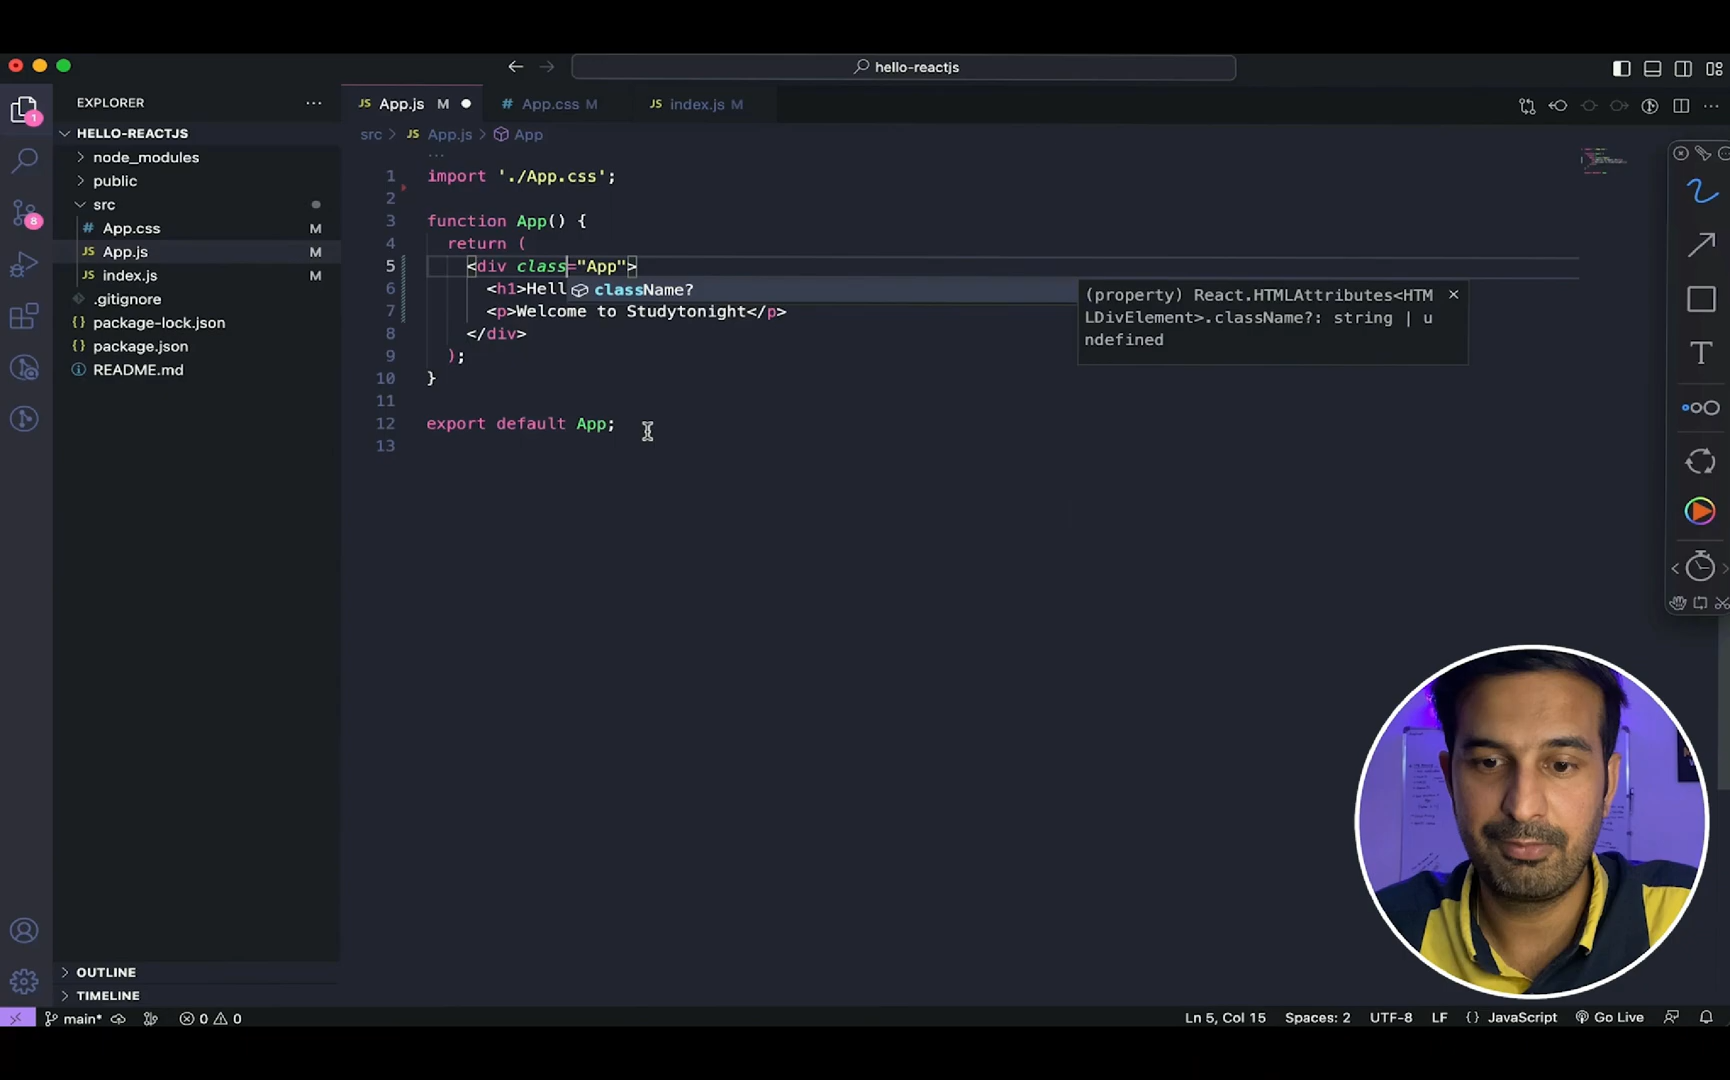 hello-reactjs
EXPLORER
App.js M
App.css M
index.js M
HELLO-REACTJS
src > JS App.js > App
node_modules
public
src
App.css M
App.js M
index.js M
.gitignore
package-lock.json
package.json
README.md
1 import './App.css';
2
3 function App() {
4 return (
5 <div class="App">
6 <h1>Hell
className?
7 <p>Welcome to Studytonight</p>
8 </div>
9 );
10 }
11
12 export default App;
13
(property) React.HTMLAttributes<HTM
LDivElement>.className?: string | u
ndefined
1
8
T
OUTLINE
TIMELINE
main* 0 0 Ln 5, Col 15 Spaces: 2 UTF-8 LF {} JavaScript Go Live